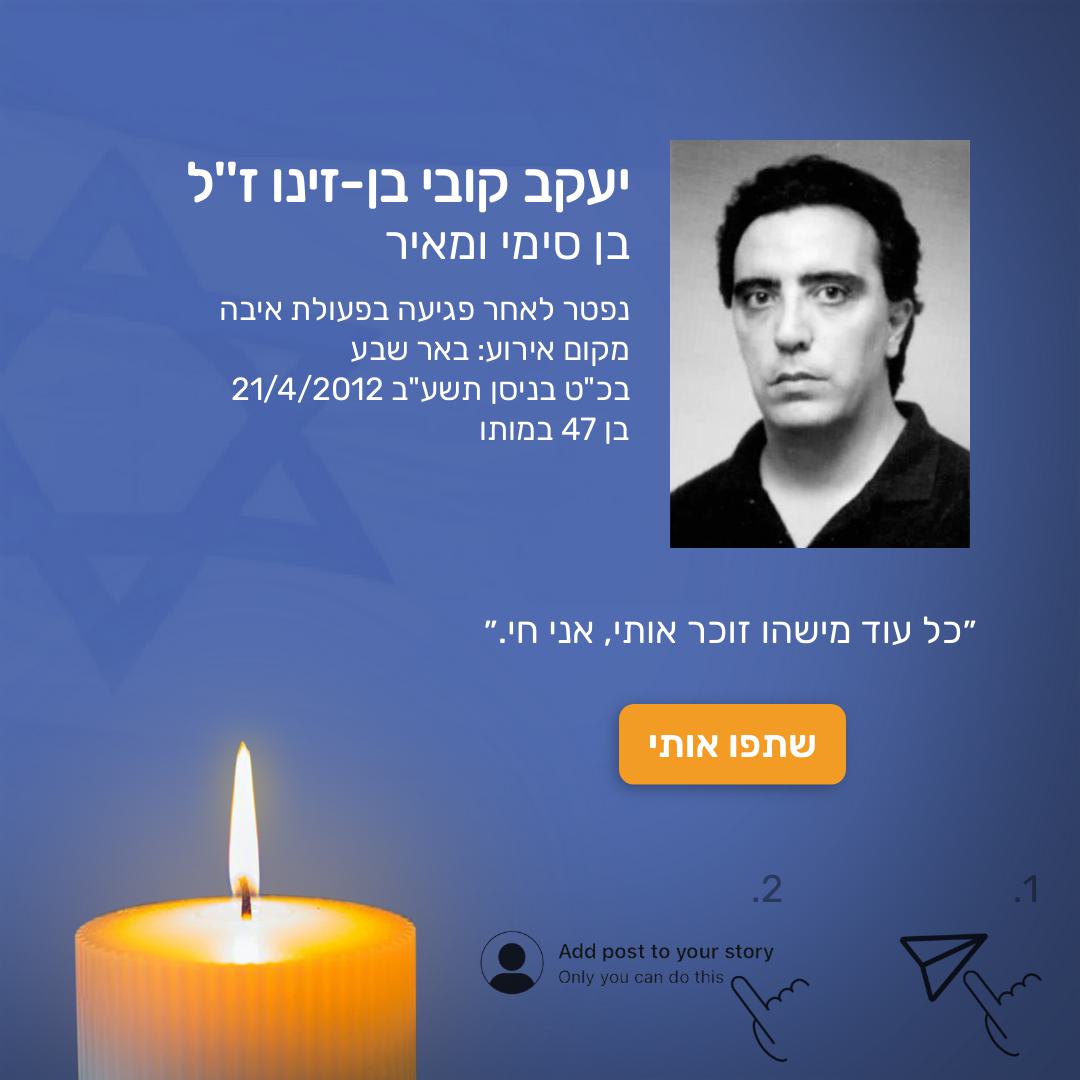 יעקב קובי בן-זינו ז"ל
בן סימי ומאיר
נפטר לאחר פגיעה בפעולת איבה
מקום אירוע: באר שבע
בכ"ט בניסן תשע"ב 21/4/2012
בן 47 במותו
״כל עוד מישהו זוכר אותי, אני חי.״
שתפו אותי
1.
2.
Add post to your story
Only you can do this